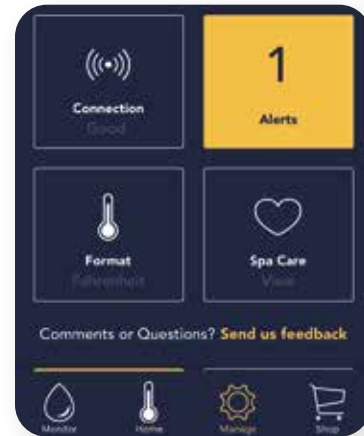 1
Connection
Good
Alerts
Format
Fahrenheit
Spa Care
View
Comments or Questions? Send us feedback
Monitor
Home
Manage
Shop